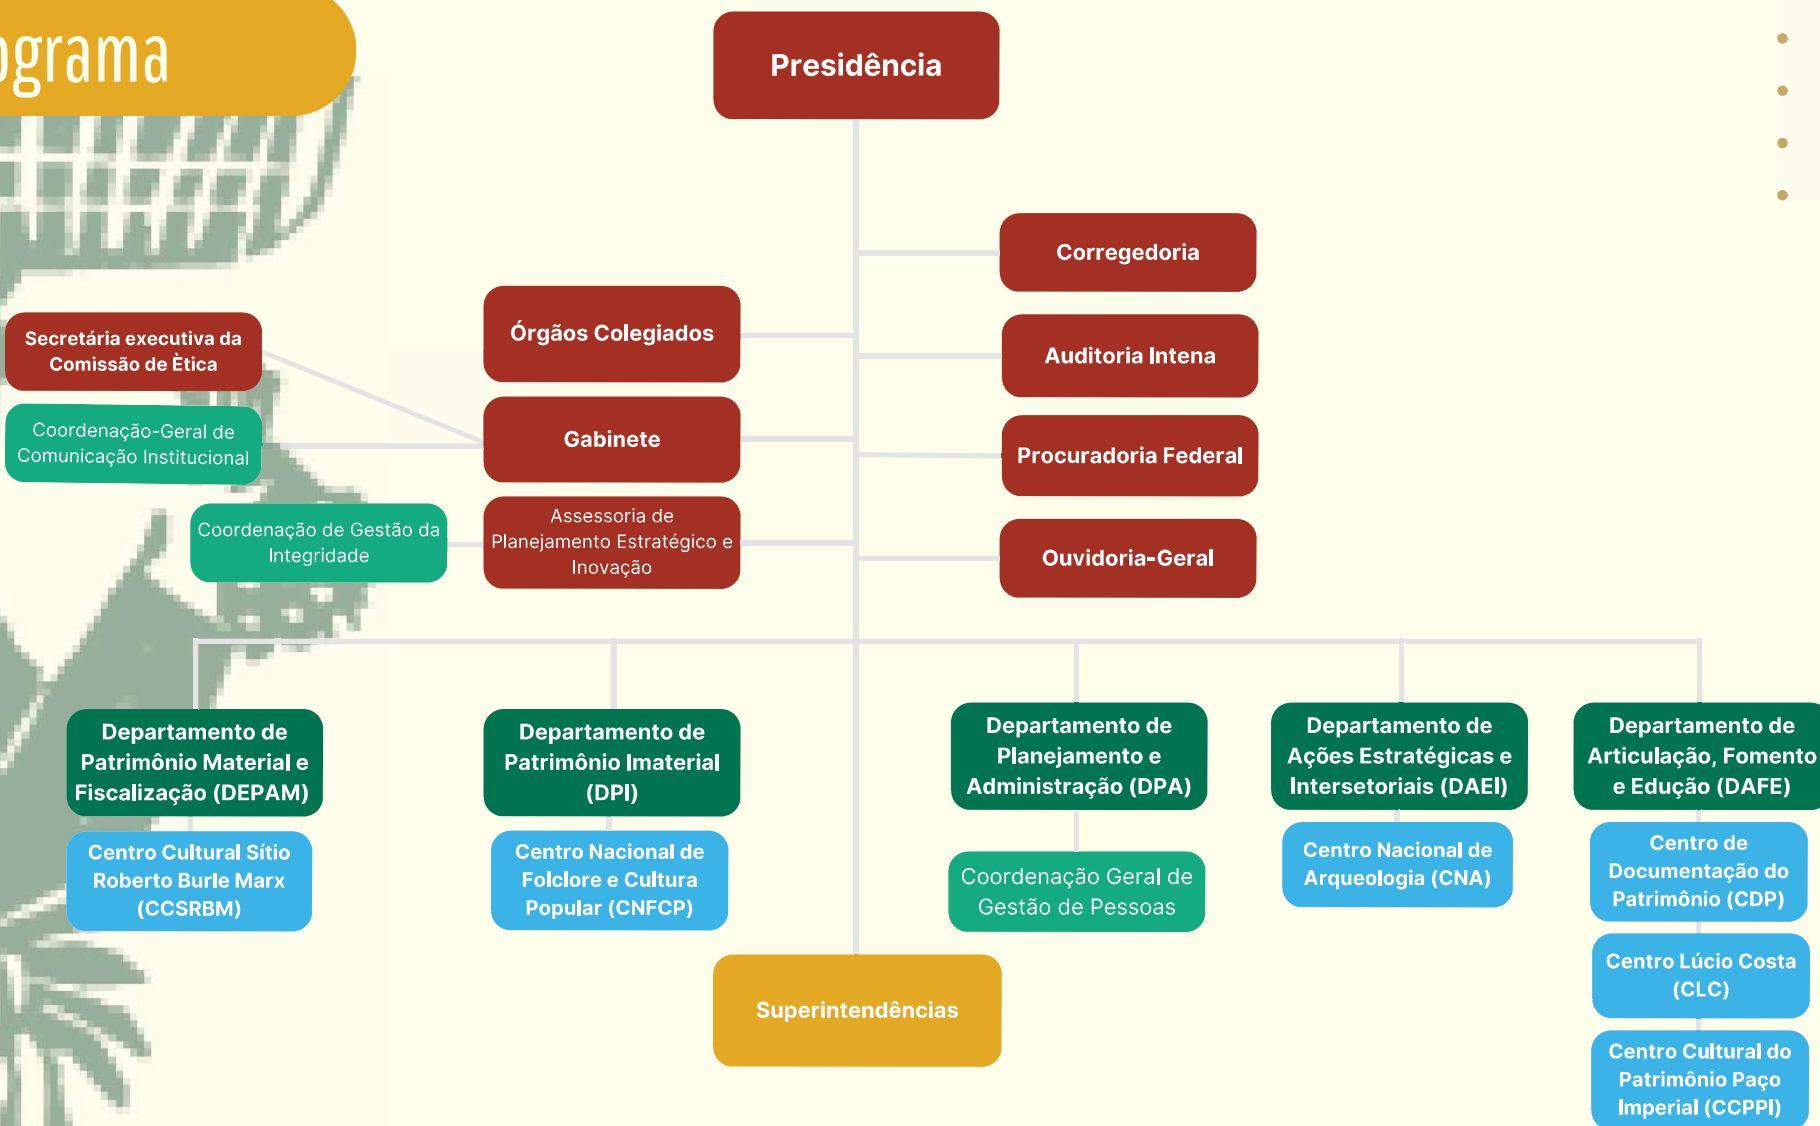 ograma
Presidência
Corregedoria
Órgãos Colegiados
Auditoria Intena
Secretária executiva da
Comissão de Ètica
Coordenação-Geral de
Comunicação Institucional
Gabinete
Procuradoria Federal
Coordenação de Gestão da
Integridade
Assessoria de
Planejamento Estratégico e
Inovação
Ouvidoria-Geral
Departamento de
Patrimônio Material e
Fiscalização (DEPAM)
Departamento de
Patrimônio Imaterial
(DPI)
Departamento de
Planejamento e
Administração (DPA)
Departamento de
Ações Estratégicas e
Intersetoriais (DAEI)
Departamento de
Articulação, Fomento
e Edução (DAFE)
Centro Cultural Sítio
Roberto Burle Marx
(CCSRBM)
Centro Nacional de
Folclore e Cultura
Popular (CNFCP)
Coordenação Geral de
Gestão de Pessoas
Centro Nacional de
Arqueologia (CNA)
Centro de
Documentação do
Patrimônio (CDP)
Centro Lúcio Costa
(CLC)
Centro Cultural do
Patrimônio Paço
Imperial (CCPPI)
Superintendências